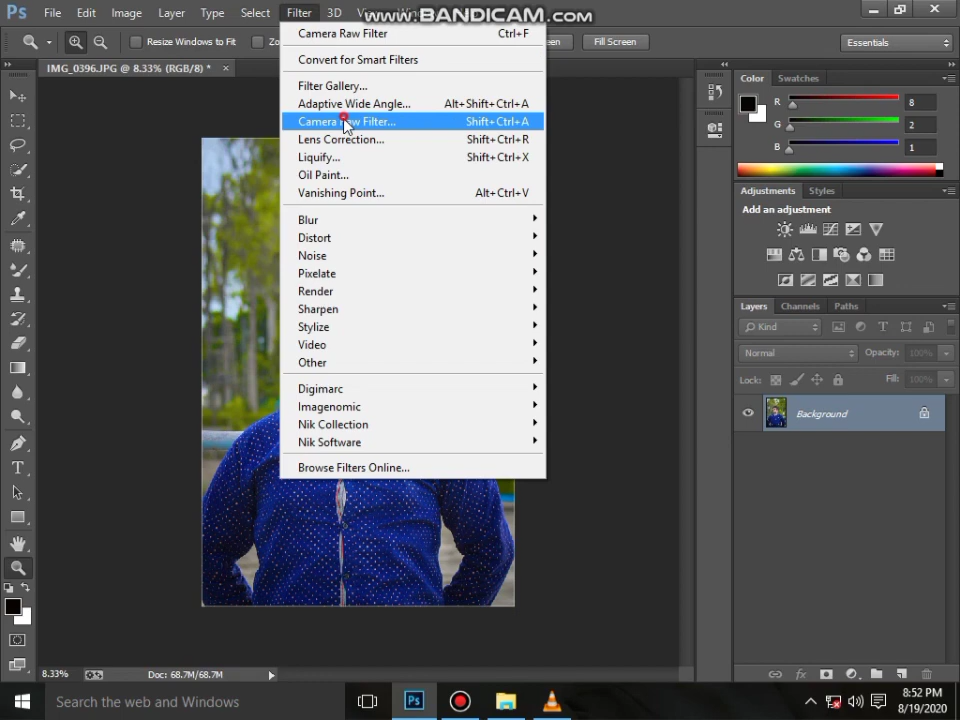 Ps File Edit Image Layer Type Select Filter 3D
www.BANDICAM.com
Resize Windows to Fit
Fill Screen
Essentials
IMG_0396.JPG @ 8.33% (RGB/8) * ×
Camera Raw Filter Ctrl+F
Convert for Smart Filters
Filter Gallery...
Adaptive Wide Angle... Alt+Shift+Ctrl+A
Camera Raw Filter... Shift+Ctrl+A
Lens Correction... Shift+Ctrl+R
Liquify... Shift+Ctrl+X
Oil Paint...
Vanishing Point... Alt+Ctrl+V
Blur
Distort
Noise
Pixelate
Render
Sharpen
Stylize
Video
Other
Digimarc
Imagenomic
Nik Collection
Nik Software
Browse Filters Online...
Color Swatches
R 8
G 2
B 1
Adjustments Styles
Add an adjustment
Layers Channels Paths
Kind
Normal Opacity: 100%
Lock: Fill: 100%
Background
8.33% Doc: 68.7M/68.7M
Search the web and Windows
Ps
8:52 PM
8/19/2020